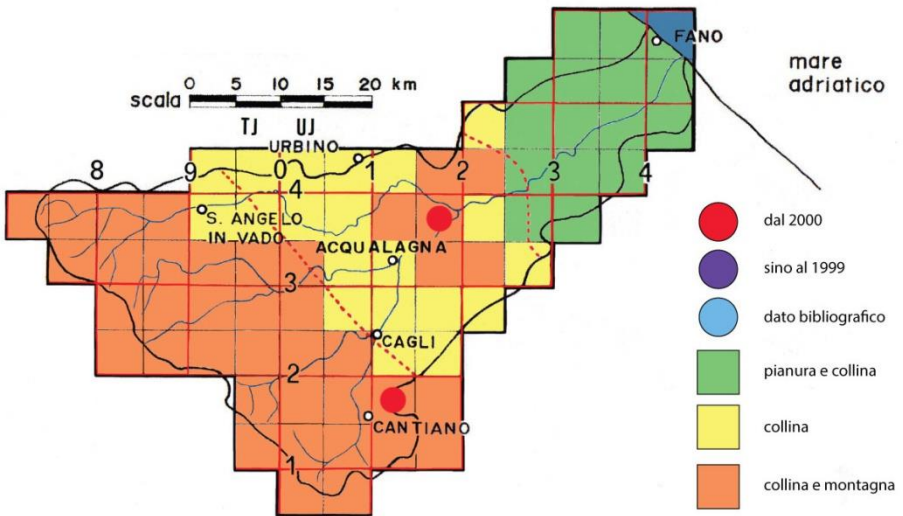 FANO
mare
adriatico
0 5 10 15 20 km
scala
TJ UJ
URBINO
8 9 0 1 2 3 4
4
S. ANGELO
IN VADO
ACQUALAGNA
3
CAGLI
2
CANTIANO
1
dal 2000
sino al 1999
dato bibliografico
pianura e collina
collina
collina e montagna